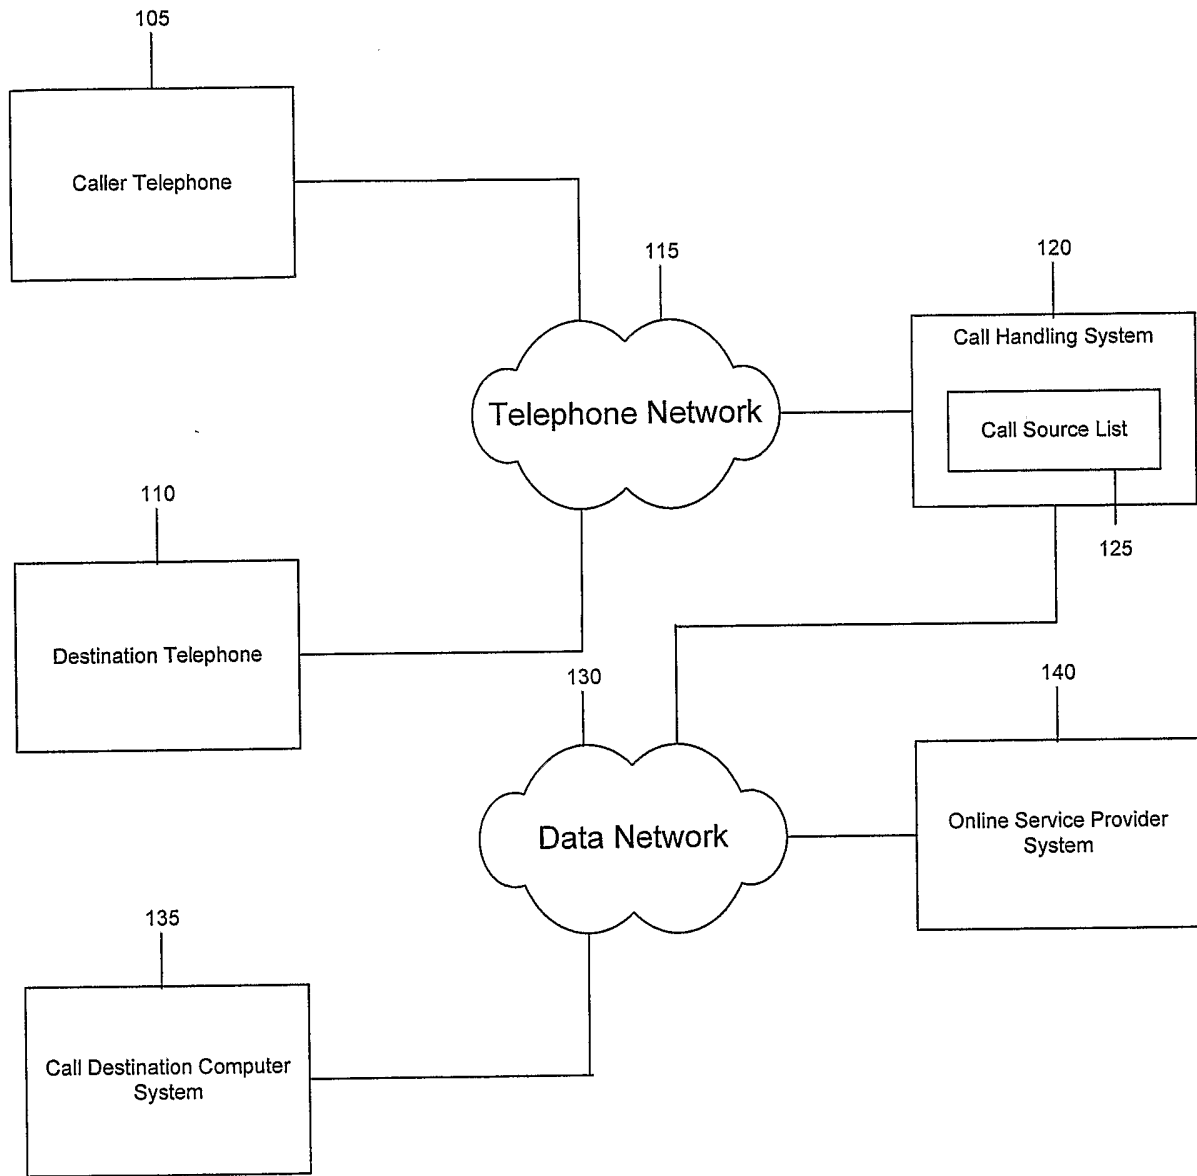 105
Caller Telephone
115
120
Call Handling System
Telephone Network
Call Source List
110
125
Destination Telephone
130
140
Data Network
Online Service Provider
System
135
Call Destination Computer
System